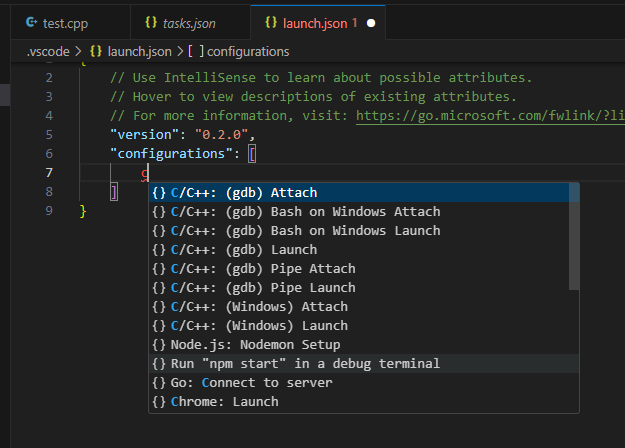 test.cpp
tasks.json
launch.json 1
.vscode > {} launch.json > [ ] configurations
2 // Use IntelliSense to learn about possible attributes.
3 // Hover to view descriptions of existing attributes.
4 // For more information, visit: https://go.microsoft.com/fwlink/?li
5 "version": "0.2.0",
6 "configurations": [
7 c
8 ]
9 }
{} C/C++: (gdb) Attach
{} C/C++: (gdb) Bash on Windows Attach
{} C/C++: (gdb) Bash on Windows Launch
{} C/C++: (gdb) Launch
{} C/C++: (gdb) Pipe Attach
{} C/C++: (gdb) Pipe Launch
{} C/C++: (Windows) Attach
{} C/C++: (Windows) Launch
{} Node.js: Nodemon Setup
{} Run "npm start" in a debug terminal
{} Go: Connect to server
{} Chrome: Launch